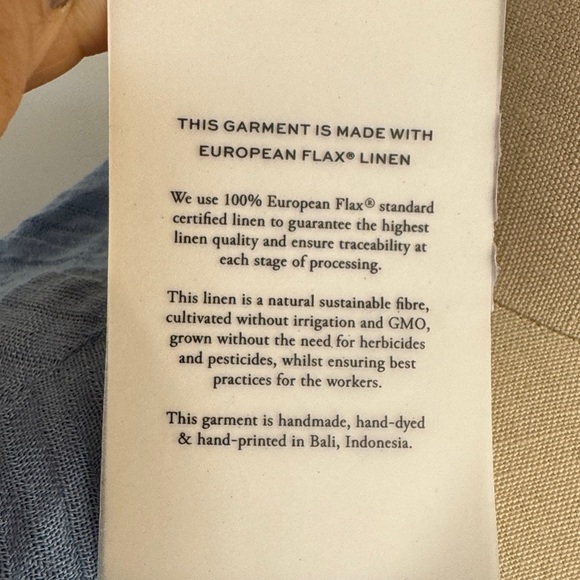 THIS GARMENT IS MADE WITH
EUROPEAN FLAX® LINEN
We use 100% European Flax® standard
certified linen to guarantee the highest
linen quality and ensure traceability at
each stage of processing.
This linen is a natural sustainable fibre,
cultivated without irrigation and GMO,
grown without the need for herbicides
and pesticides, whilst ensuring best
practices for the workers.
This garment is handmade, hand-dyed
& hand-printed in Bali, Indonesia.